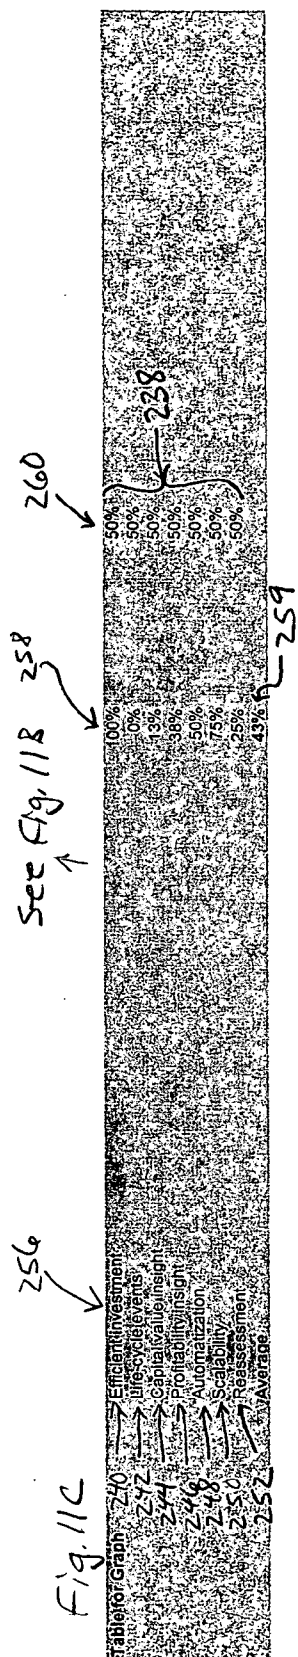 See Fig. 11B
Fig. 11C 256 258 260
Table for Graph
240 Efficient investment 100% 50%
242 Life-cycle events 0% 50%
244 Capital value insight 13% 50%
246 Profitability insight 38% 50% 238
248 Automatization 50% 50%
250 Scalability 75% 50%
252 Reassessment 25% 50%
Average 43%
259